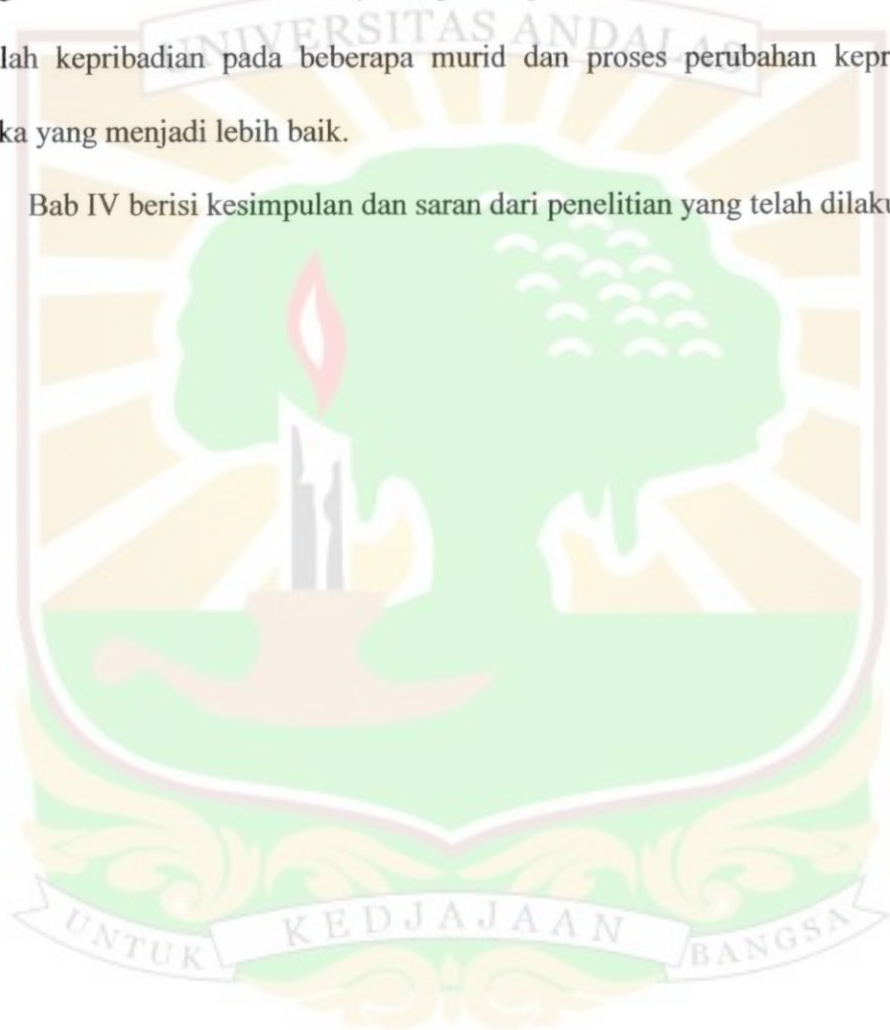 UNIVERSITAS ANDALAS
lah kepribadian pada beberapa murid dan proses perubahan kepr
ka yang menjadi lebih baik.
Bab IV berisi kesimpulan dan saran dari penelitian yang telah dilaku
UNTUK KEDJAJAAN BANGSA